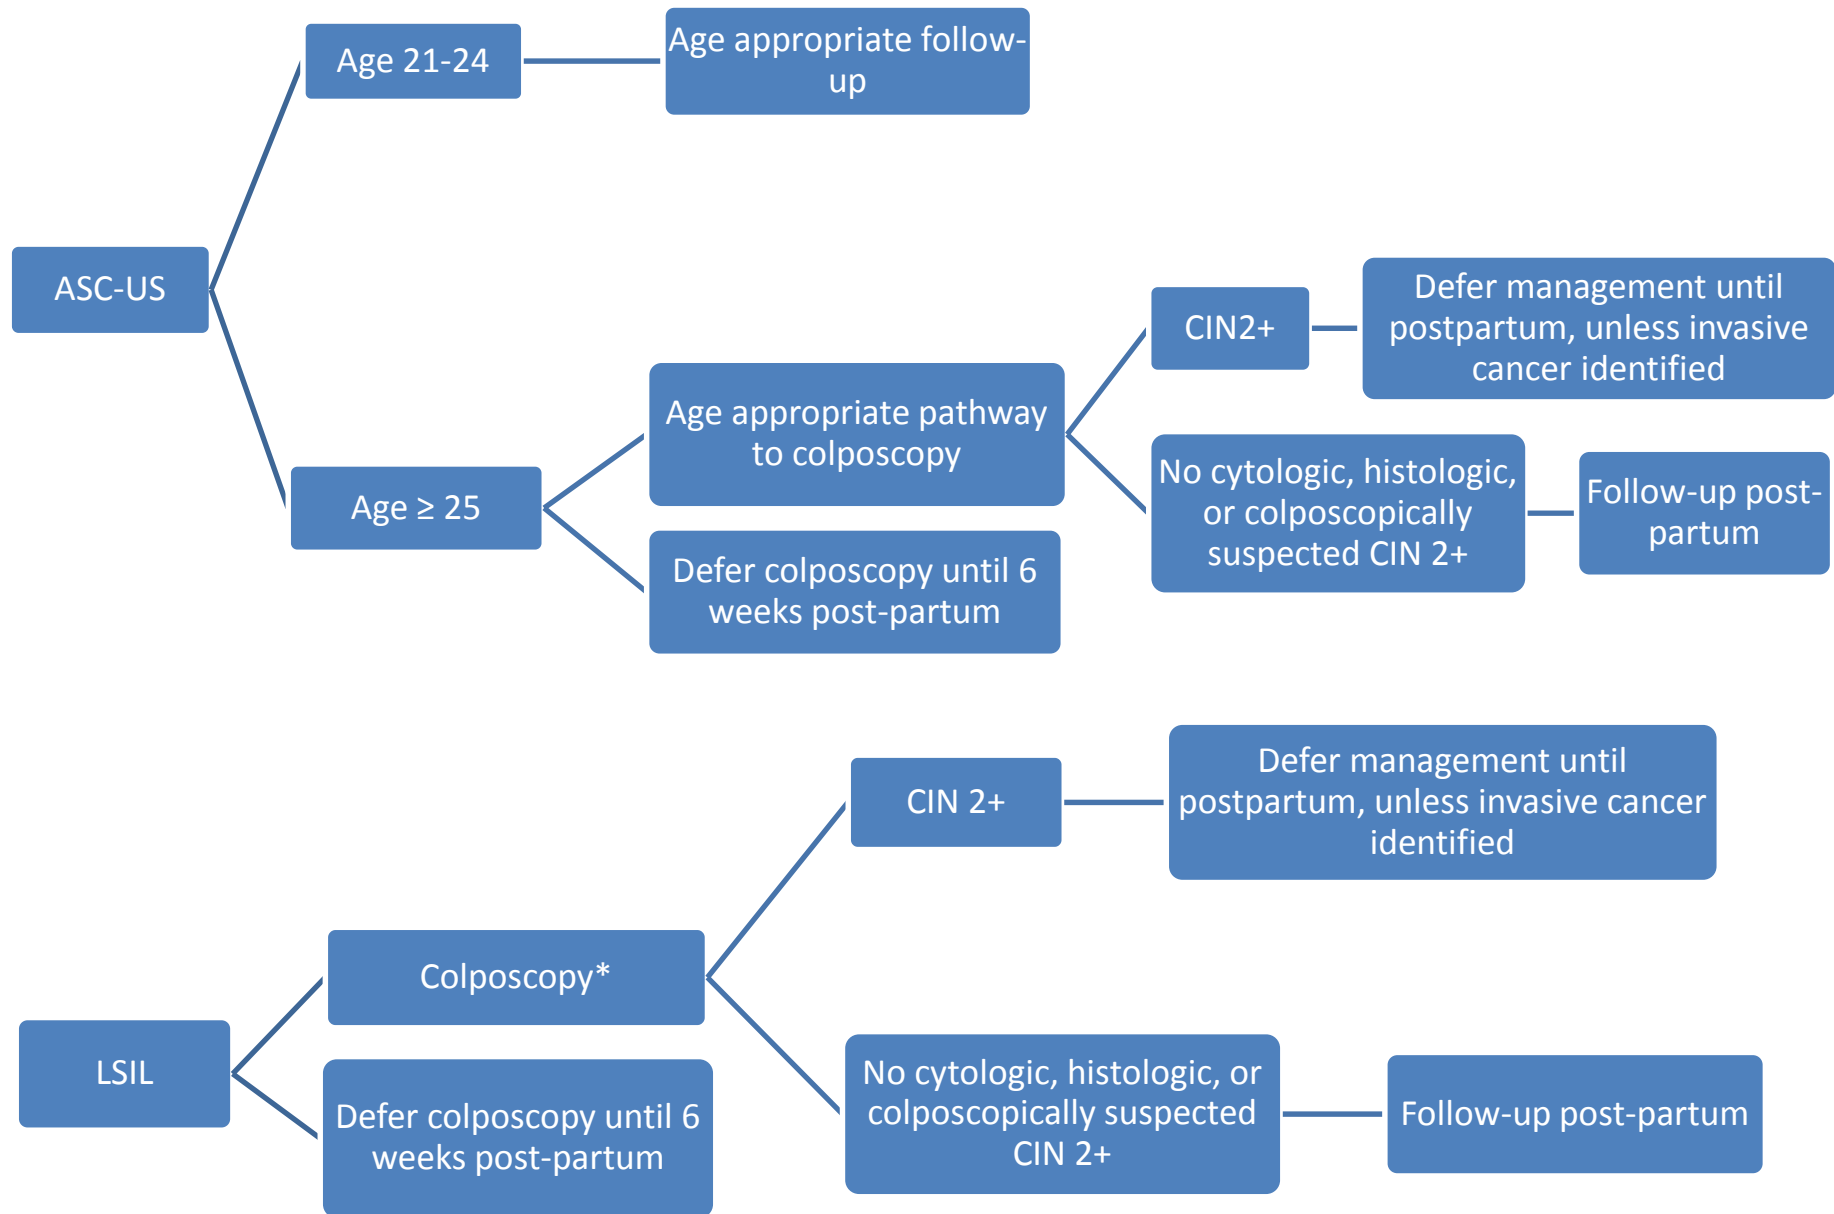 Age 21-24
Age appropriate follow-
up
ASC-US
Age ≥ 25
Age appropriate pathway
to colposcopy
Defer colposcopy until 6
weeks post-partum
CIN2+
Defer management until
postpartum, unless invasive
cancer identified
No cytologic, histologic,
or colposcopically
suspected CIN 2+
Follow-up post-
partum
LSIL
Colposcopy*
Defer colposcopy until 6
weeks post-partum
CIN 2+
Defer management until
postpartum, unless invasive cancer
identified
No cytologic, histologic, or
colposcopically suspected
CIN 2+
Follow-up post-partum